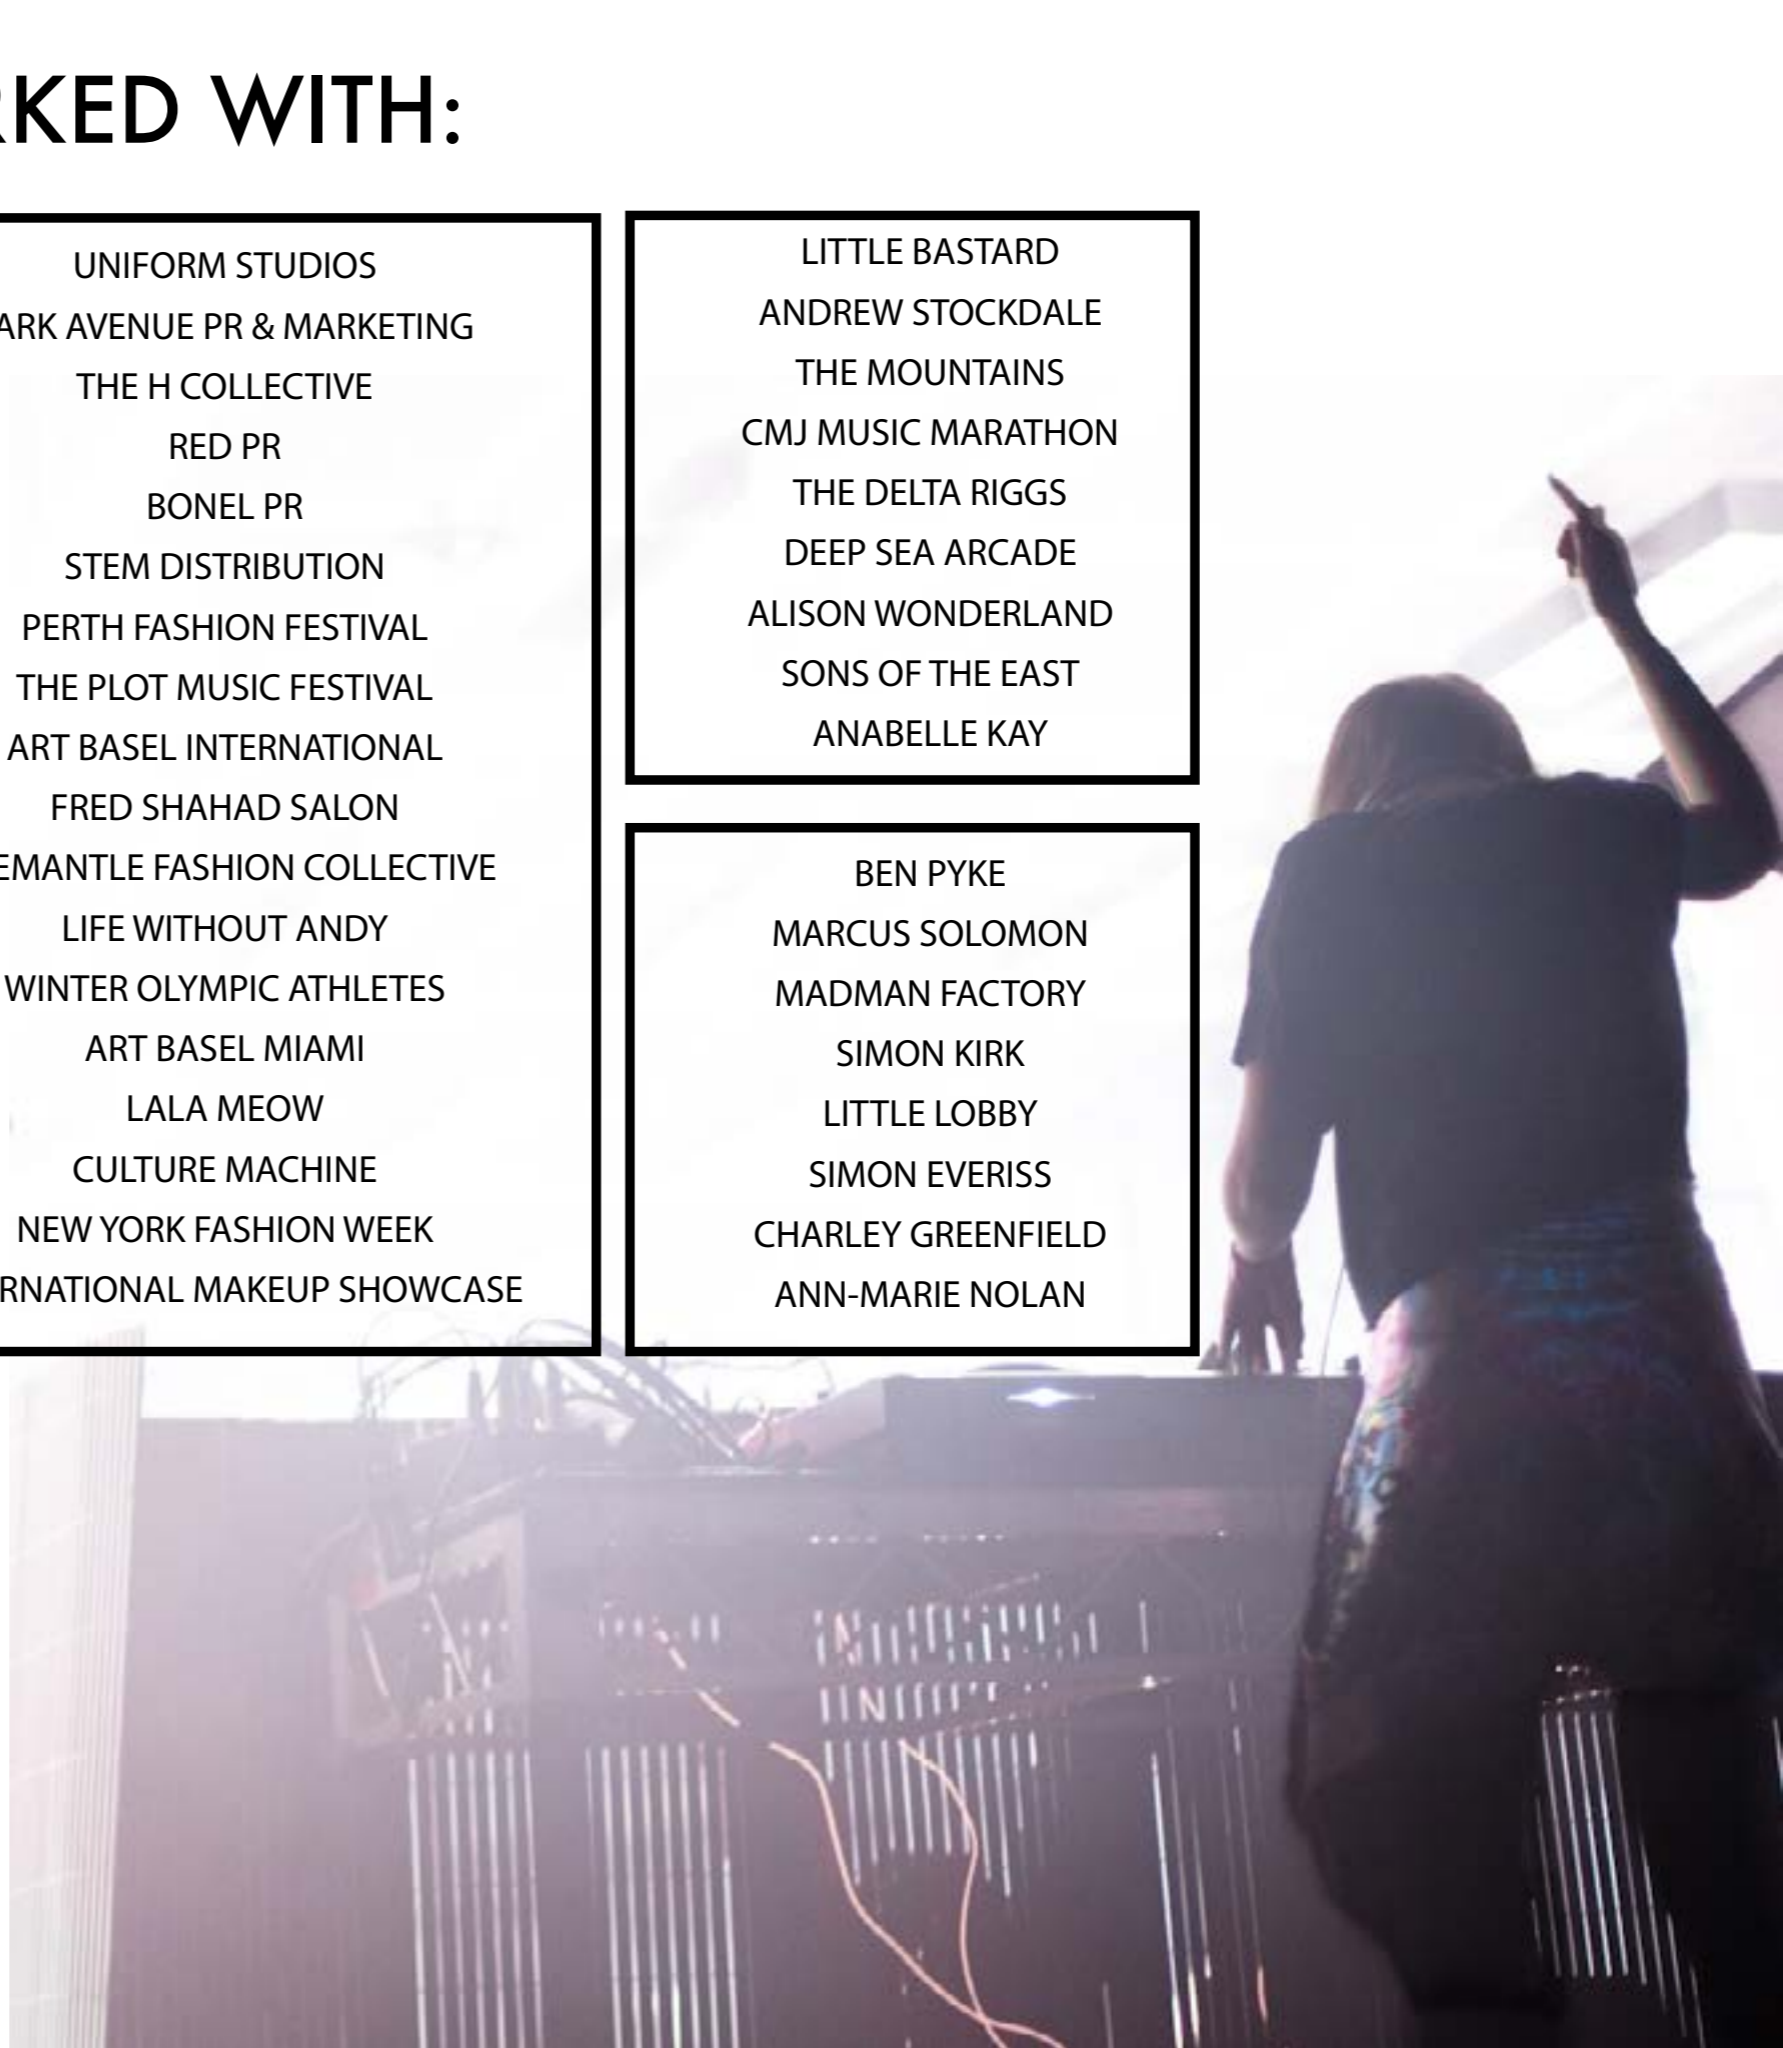 WITH:
UNIFORM STUDIOS
AVENUE PR & MARKETING
THE H COLLECTIVE
RED PR
BONEL PR
STEM DISTRIBUTION
PERTH FASHION FESTIVAL
THE PLOT MUSIC FESTIVAL
ART BASEL INTERNATIONAL
FRED SHAHAD SALON
FASHION COLLECTIVE
LIFE WITHOUT ANDY
WINTER OLYMPIC ATHLETES
ART BASEL MIAMI
LALA MEOW
CULTURE MACHINE
NEW YORK FASHION WEEK
MAKEUP SHOWCASE
LITTLE BASTARD
ANDREW STOCKDALE
THE MOUNTAINS
CMJ MUSIC MARATHON
THE DELTA RIGGS
DEEP SEA ARCADE
ALISON WONDERLAND
SONS OF THE EAST
ANABELLE KAY
BEN PYKE
MARCUS SOLOMON
MADMAN FACTORY
SIMON KIRK
LITTLE LOBBY
SIMON EVERISS
CHARLEY GREENFIELD
ANN-MARIE NOLAN